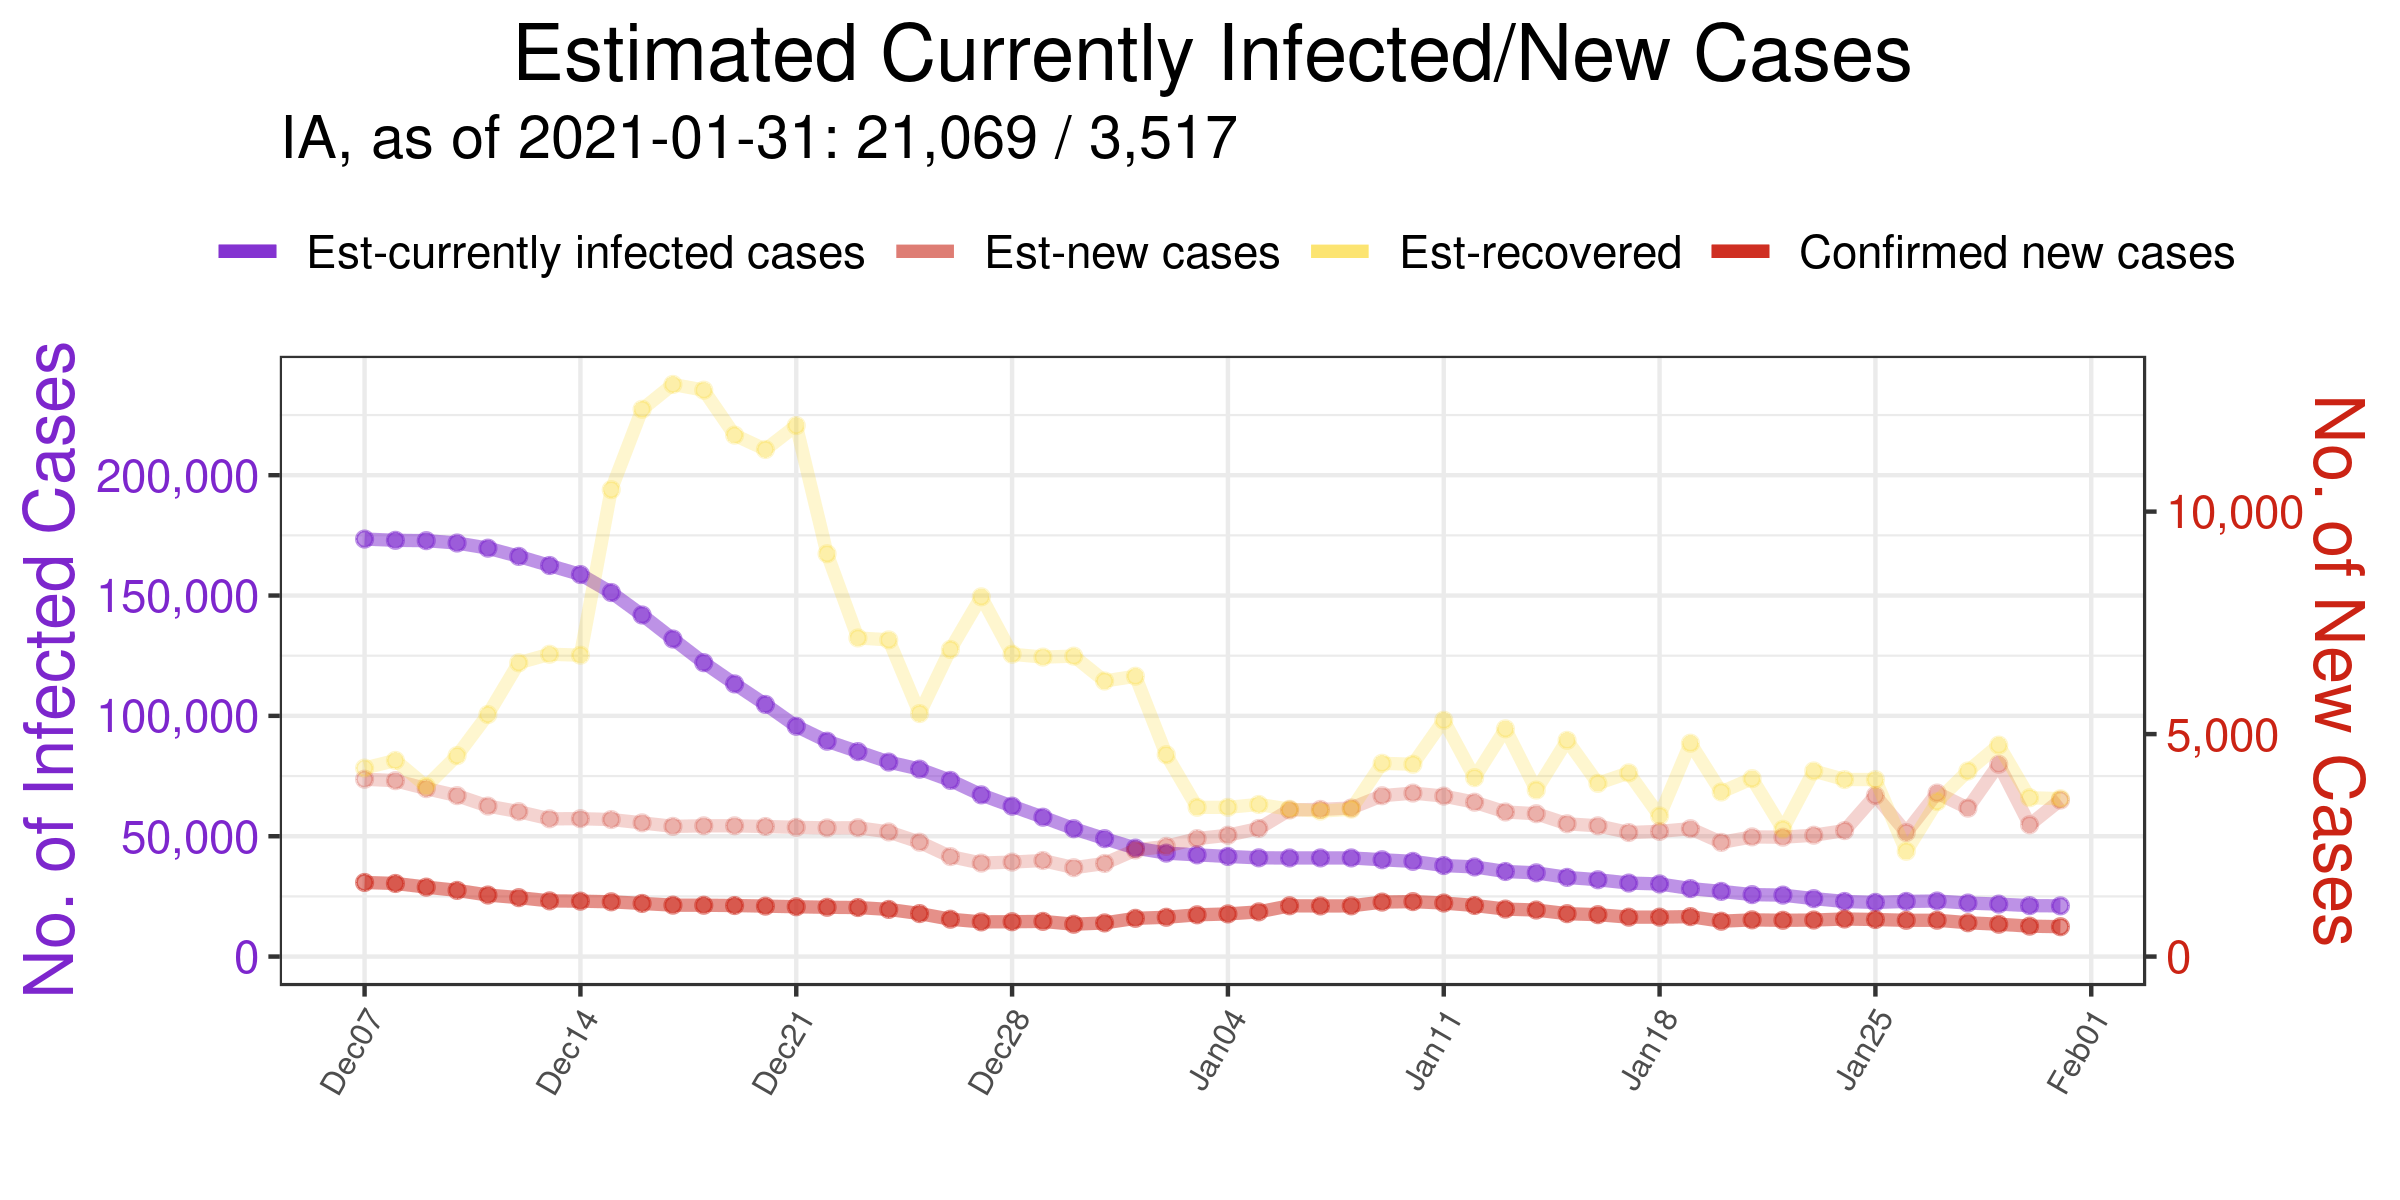 Estimated Currently Infected/New Cases
IA, as of 2021-01-31: 21,069 / 3,517
Est-currently infected cases
Est-new cases
Est-recovered
Confirmed new cases
No. of Infected Cases
200,000
150,000
100,000
50,000
0
10,000
5,000
0
No. of New Cases
Dec07
Dec14
Dec21
Dec28
Jan04
Jan11
Jan18
Jan25
Feb01